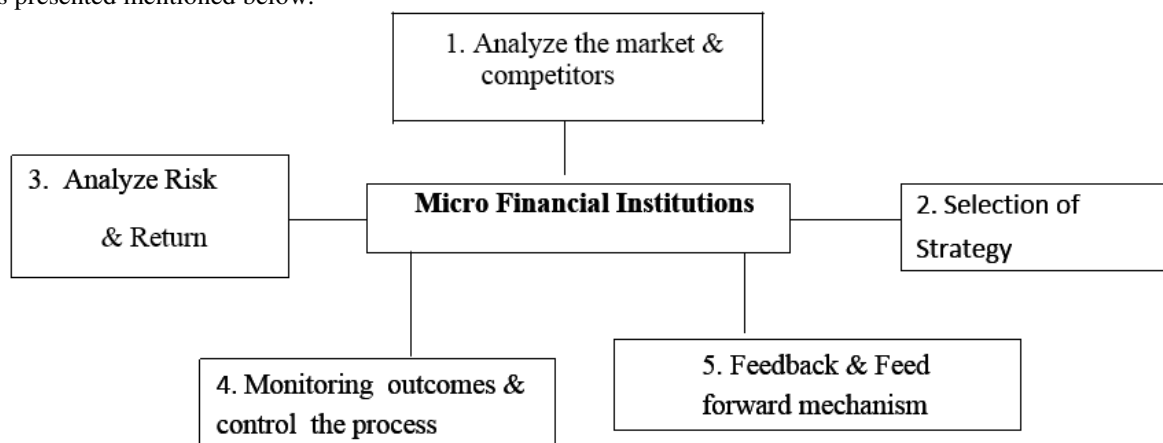 s presented mentioned below.
1. Analyze the market &
competitors
3. Analyze Risk
& Return
Micro Financial Institutions
2. Selection of
Strategy
4. Monitoring outcomes &
control the process
5. Feedback & Feed
forward mechanism